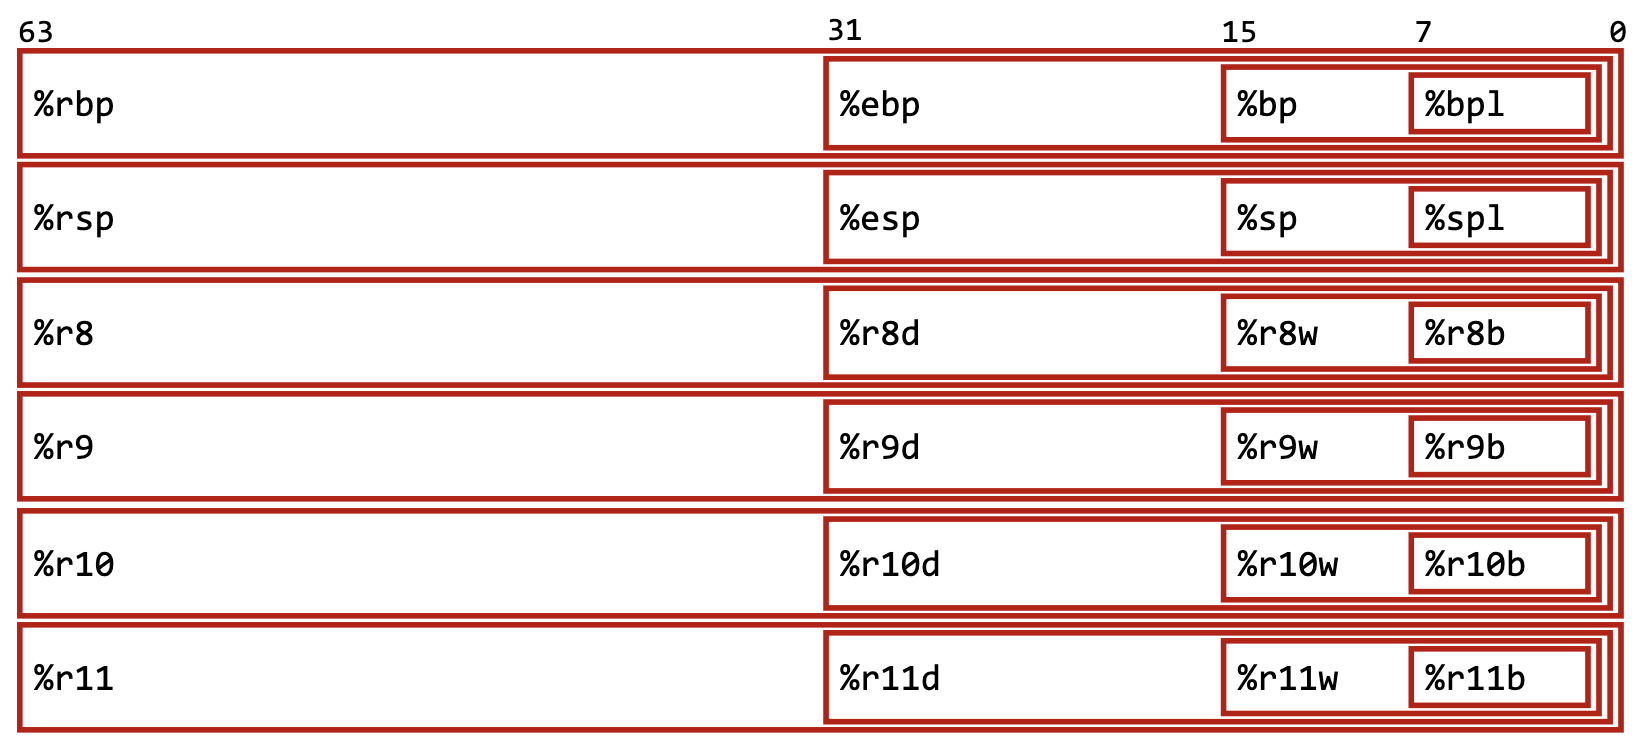 63 31 15 7 0
%rbp %ebp %bp %bpl
%rsp %esp %sp %spl
%r8 %r8d %r8w %r8b
%r9 %r9d %r9w %r9b
%r10 %r10d %r10w %r10b
%r11 %r11d %r11w %r11b